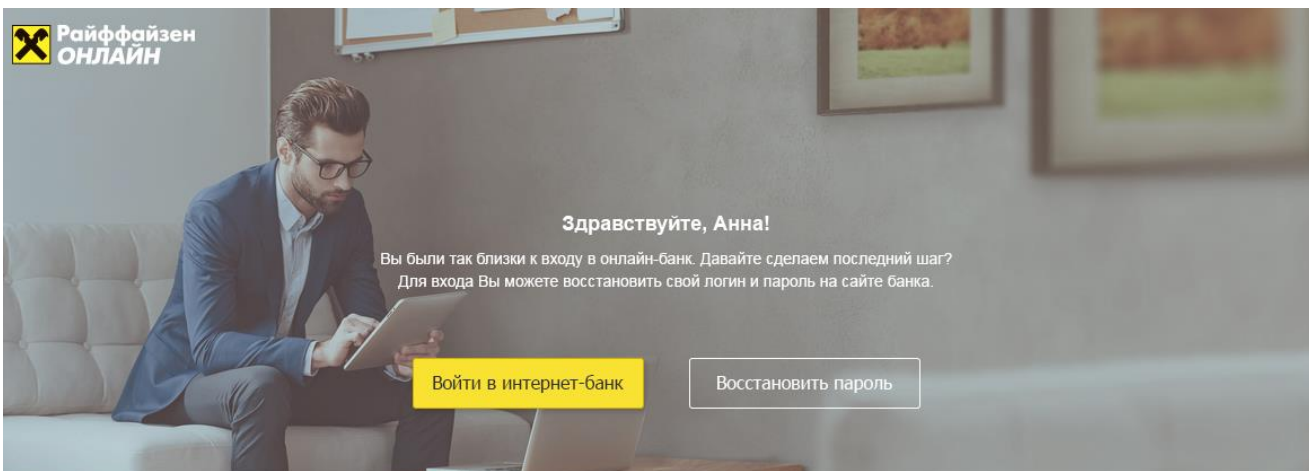 Райффайзен
ОНЛАЙН
Здравствуйте, Анна!
Вы были так близки к входу в онлайн-банк. Давайте сделаем последний шаг?
Для входа Вы можете восстановить свой логин и пароль на сайте банка.
Войти в интернет-банк
Восстановить пароль